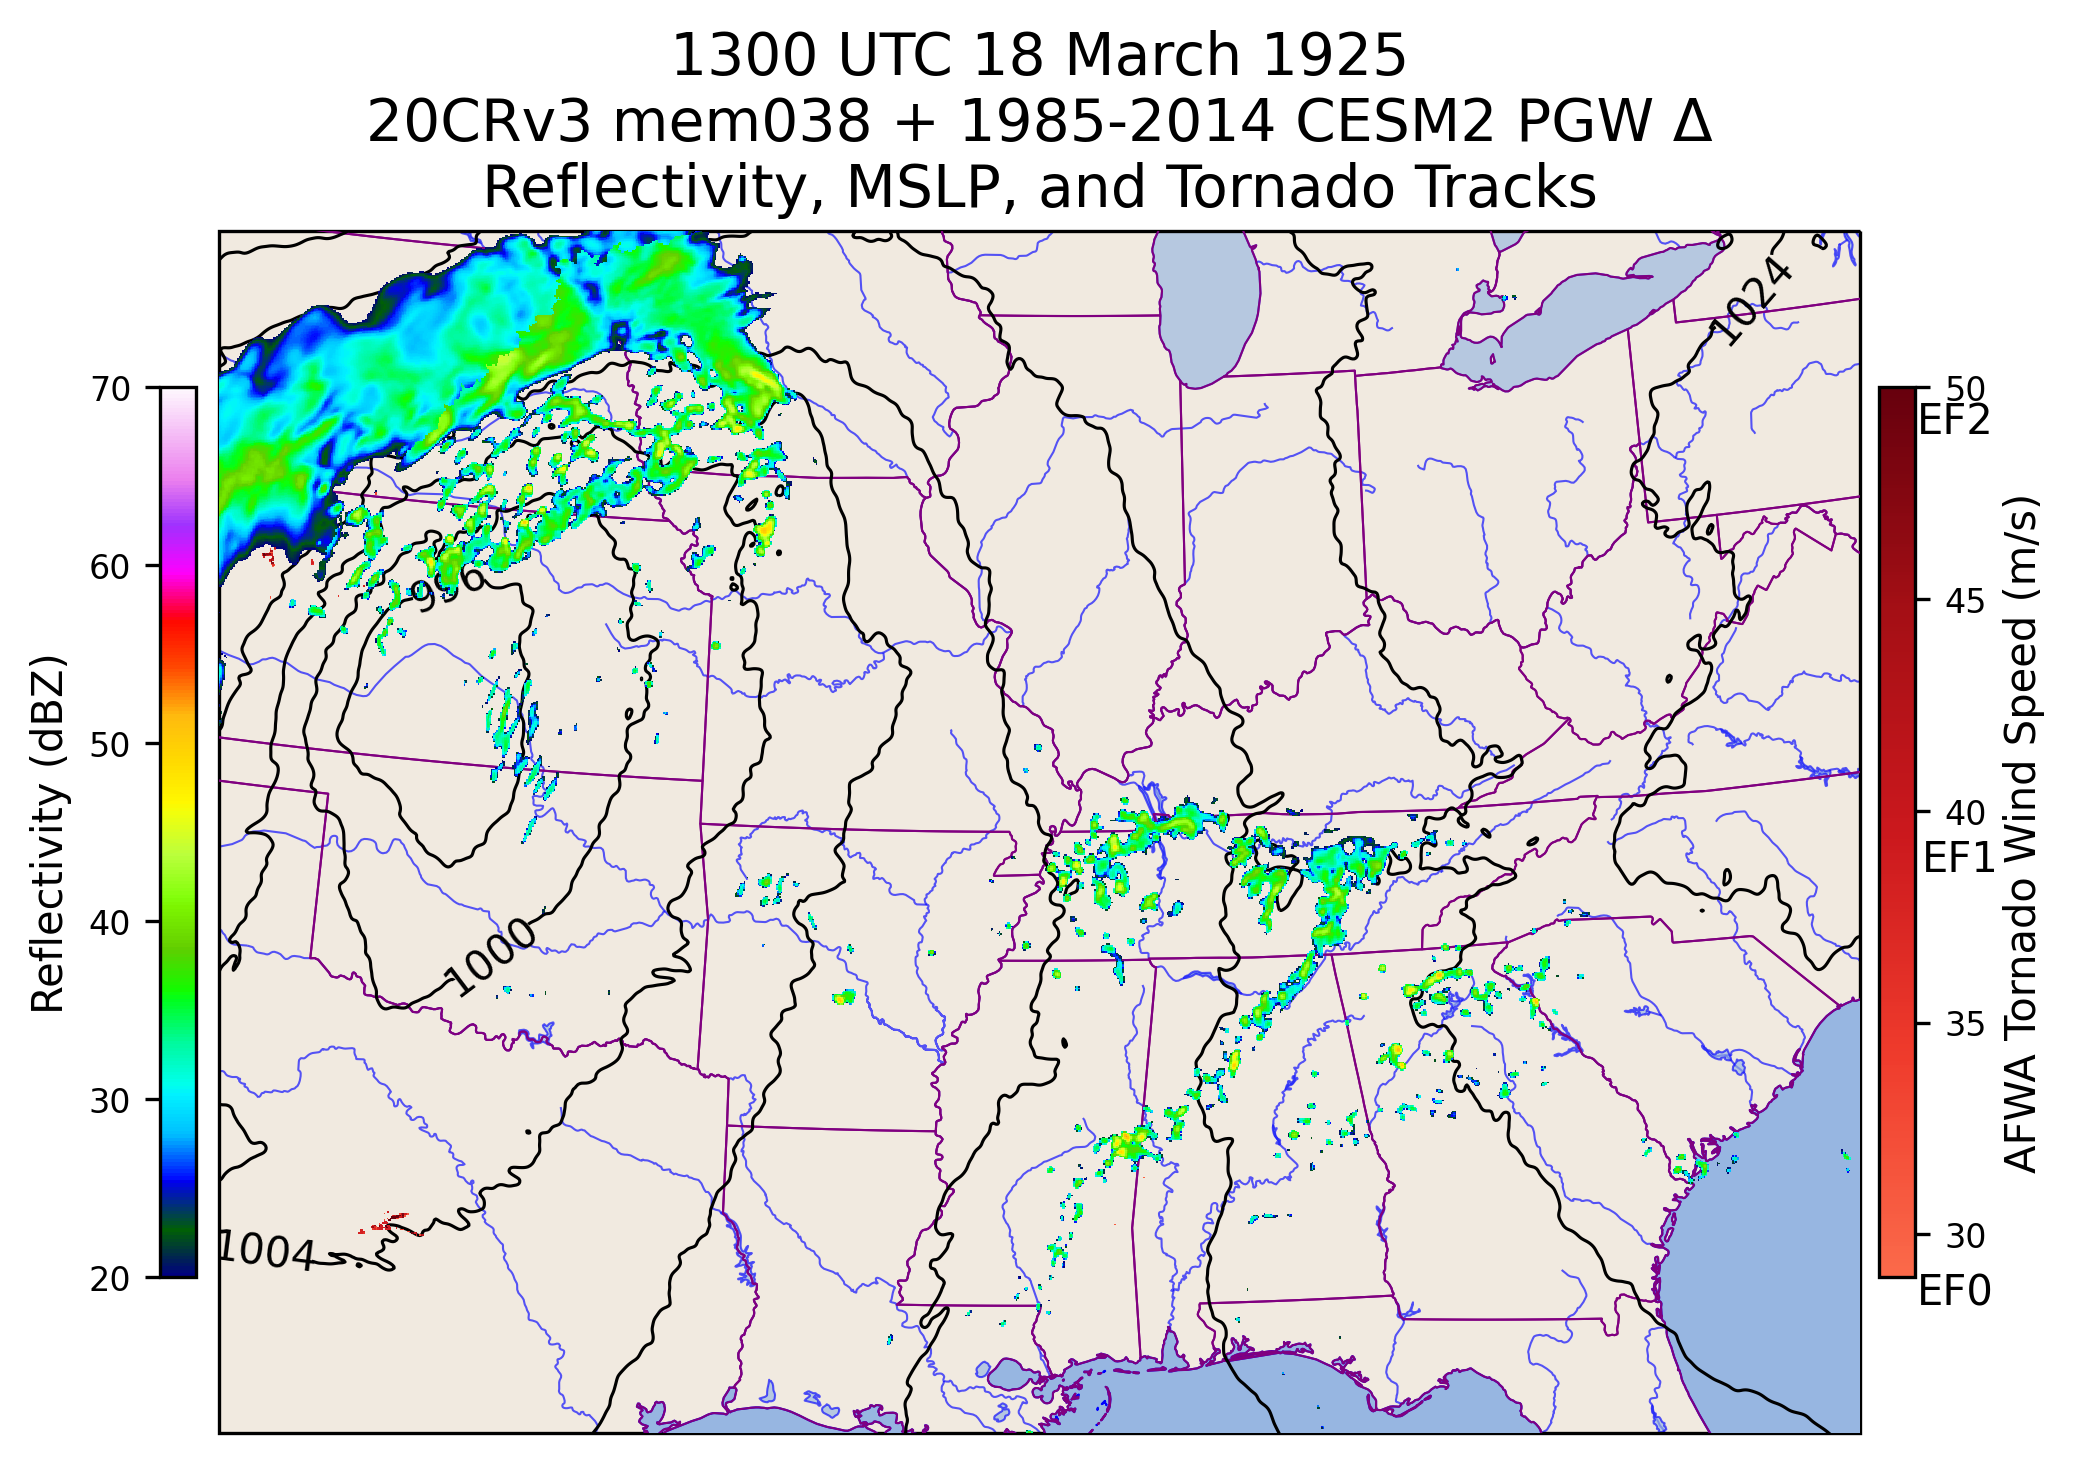 1300 UTC 18 March 1925
20CRv3 mem038 + 1985-2014 CESM2 PGW Δ
Reflectivity, MSLP, and Tornado Tracks
1024
996
1000
1004
70
60
50
40
30
20
Reflectivity (dBZ)
50
EF2
45
40
EF1
35
30
EF0
AFWA Tornado Wind Speed (m/s)